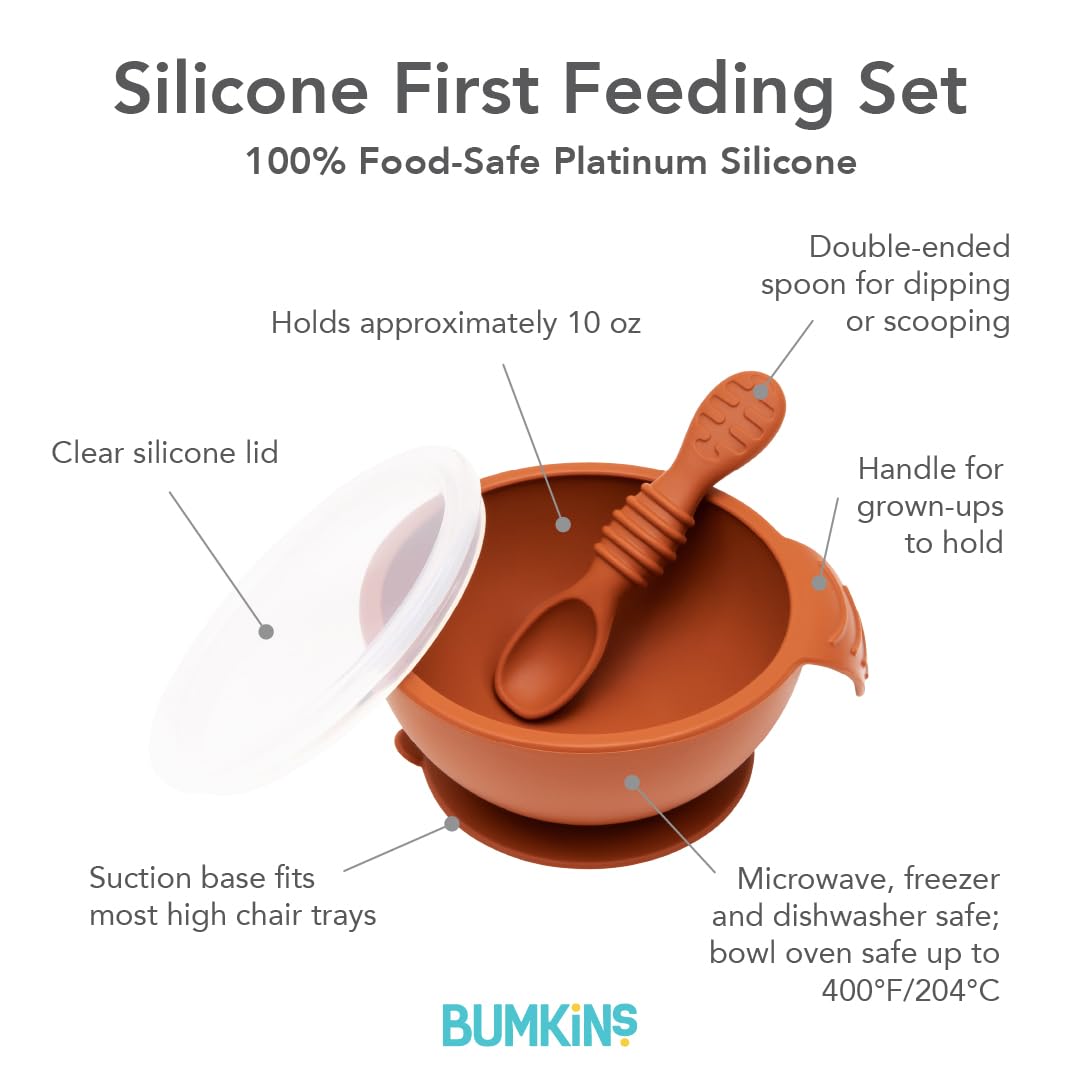 Silicone First Feeding Set
100% Food-Safe Platinum Silicone
Double-ended
spoon for dipping
or scooping
Holds approximately 10 oz
Clear silicone lid
Handle for
grown-ups
to hold
Suction base fits
most high chair trays
Microwave, freezer
and dishwasher safe;
bowl oven safe up to
400°F/204°C
BUMKiNS